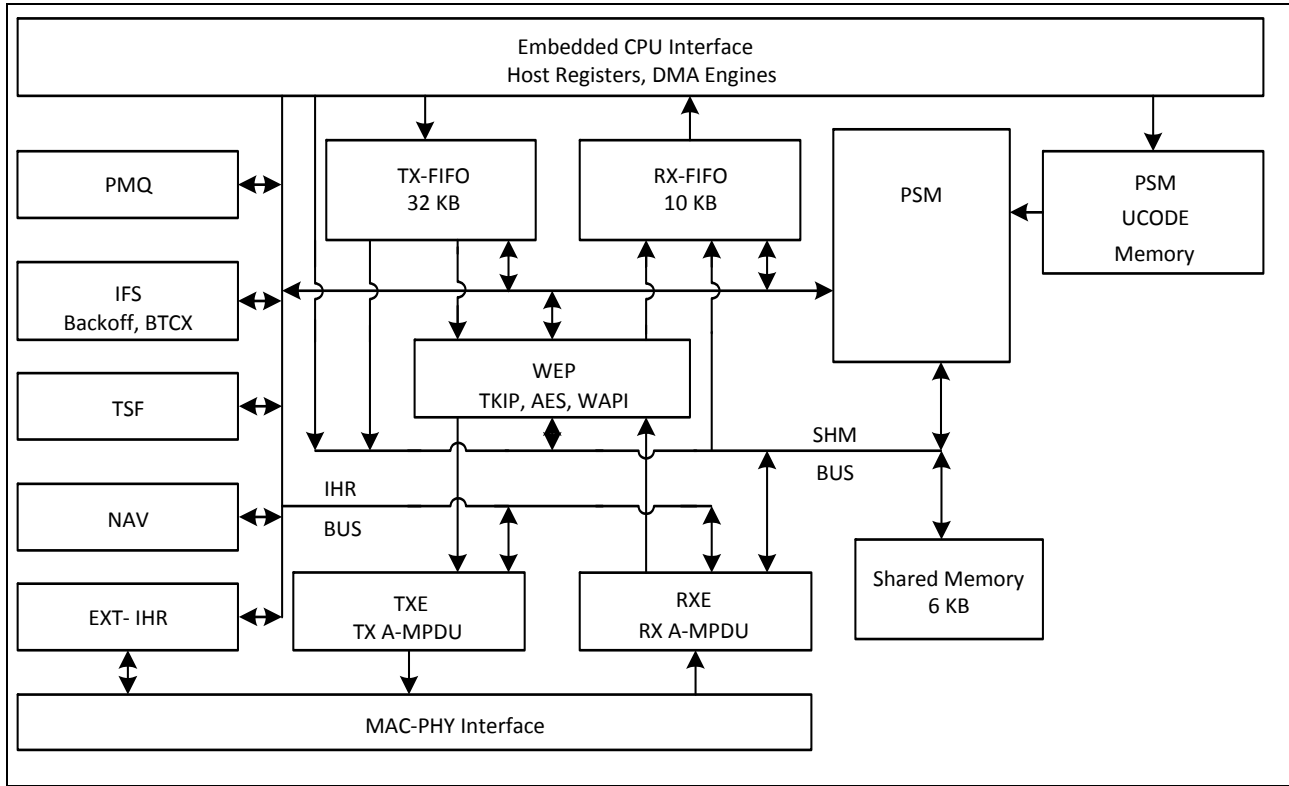 Embedded CPU Interface
Host Registers, DMA Engines
PMQ
TX-FIFO
32 KB
RX-FIFO
10 KB
PSM
PSM
UCODE
Memory
IFS
Backoff, BTCX
WEP
TKIP, AES, WAPI
TSF
SHM
BUS
IHR
BUS
NAV
Shared Memory
6 KB
EXT- IHR
TXE
TX A-MPDU
RXE
RX A-MPDU
MAC-PHY Interface